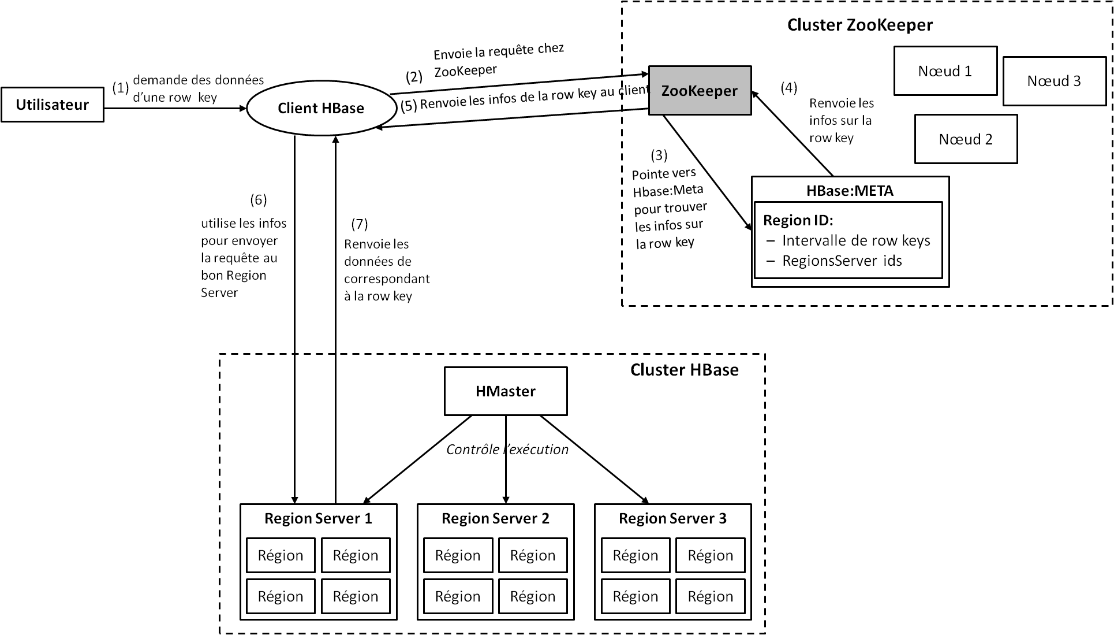 Cluster ZooKeeper
Nœud 1
Nœud 3
Nœud 2
Utilisateur
(1) demande des données
d’une row key
Client HBase
(2)
Envoie la requête chez
ZooKeeper
(5) Renvoie les infos de la row key au client
ZooKeeper
(4)
Renvoie les
infos sur la
row key
(3)
Pointe vers
Hbase:Meta
pour trouver
les infos sur
la row key
HBase:META
Region ID:
– Intervalle de row keys
– RegionsServer ids
(6)
utilise les infos
pour envoyer
la requête au
bon Region
Server
(7)
Renvoie les
données de
correspondant
à la row key
Cluster HBase
HMaster
Contrôle l’exécution
Region Server 1
Région Région
Région Région
Region Server 2
Région Région
Région Région
Region Server 3
Région Région
Région Région